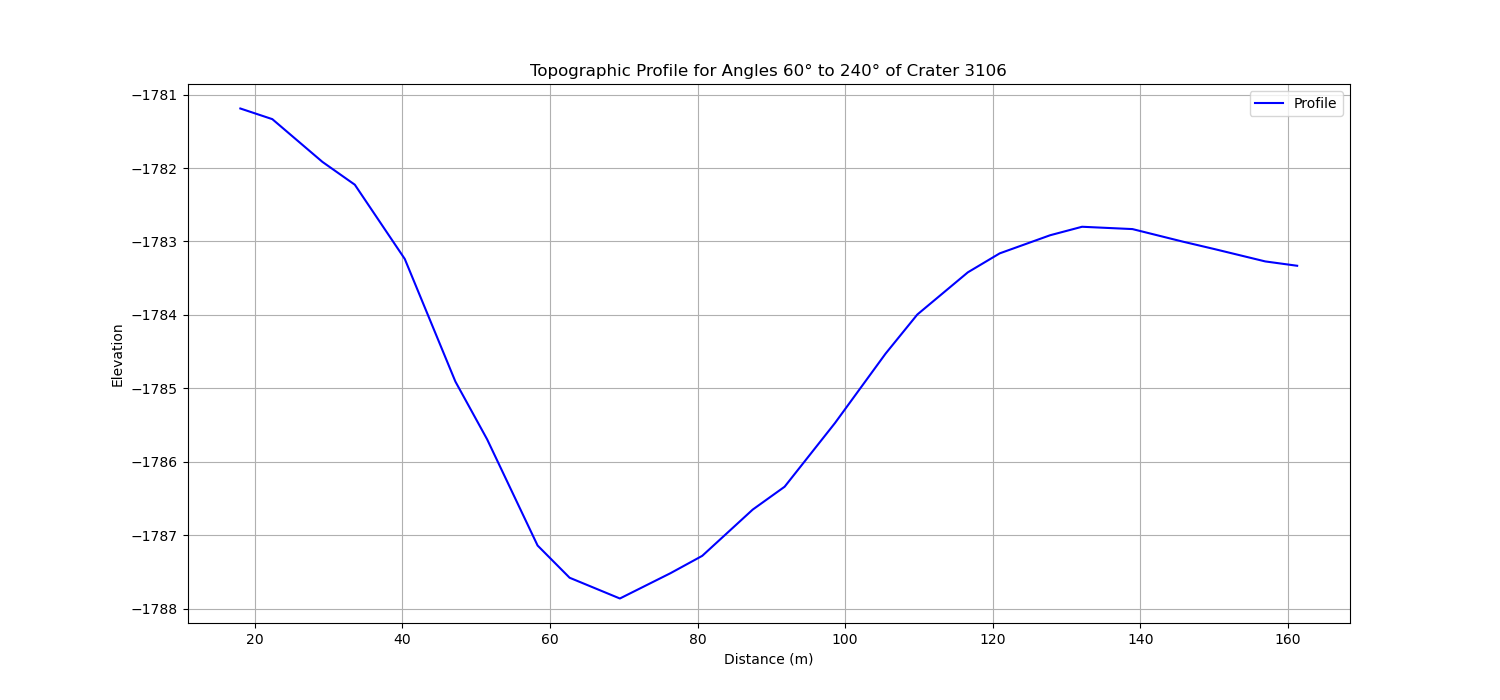 Topographic Profile for Angles 60° to 240° of Crater 3106
Profile
−1781
−1782
−1783
−1784
−1785
−1786
−1787
−1788
Elevation
20 40 60 80 100 120 140 160
Distance (m)